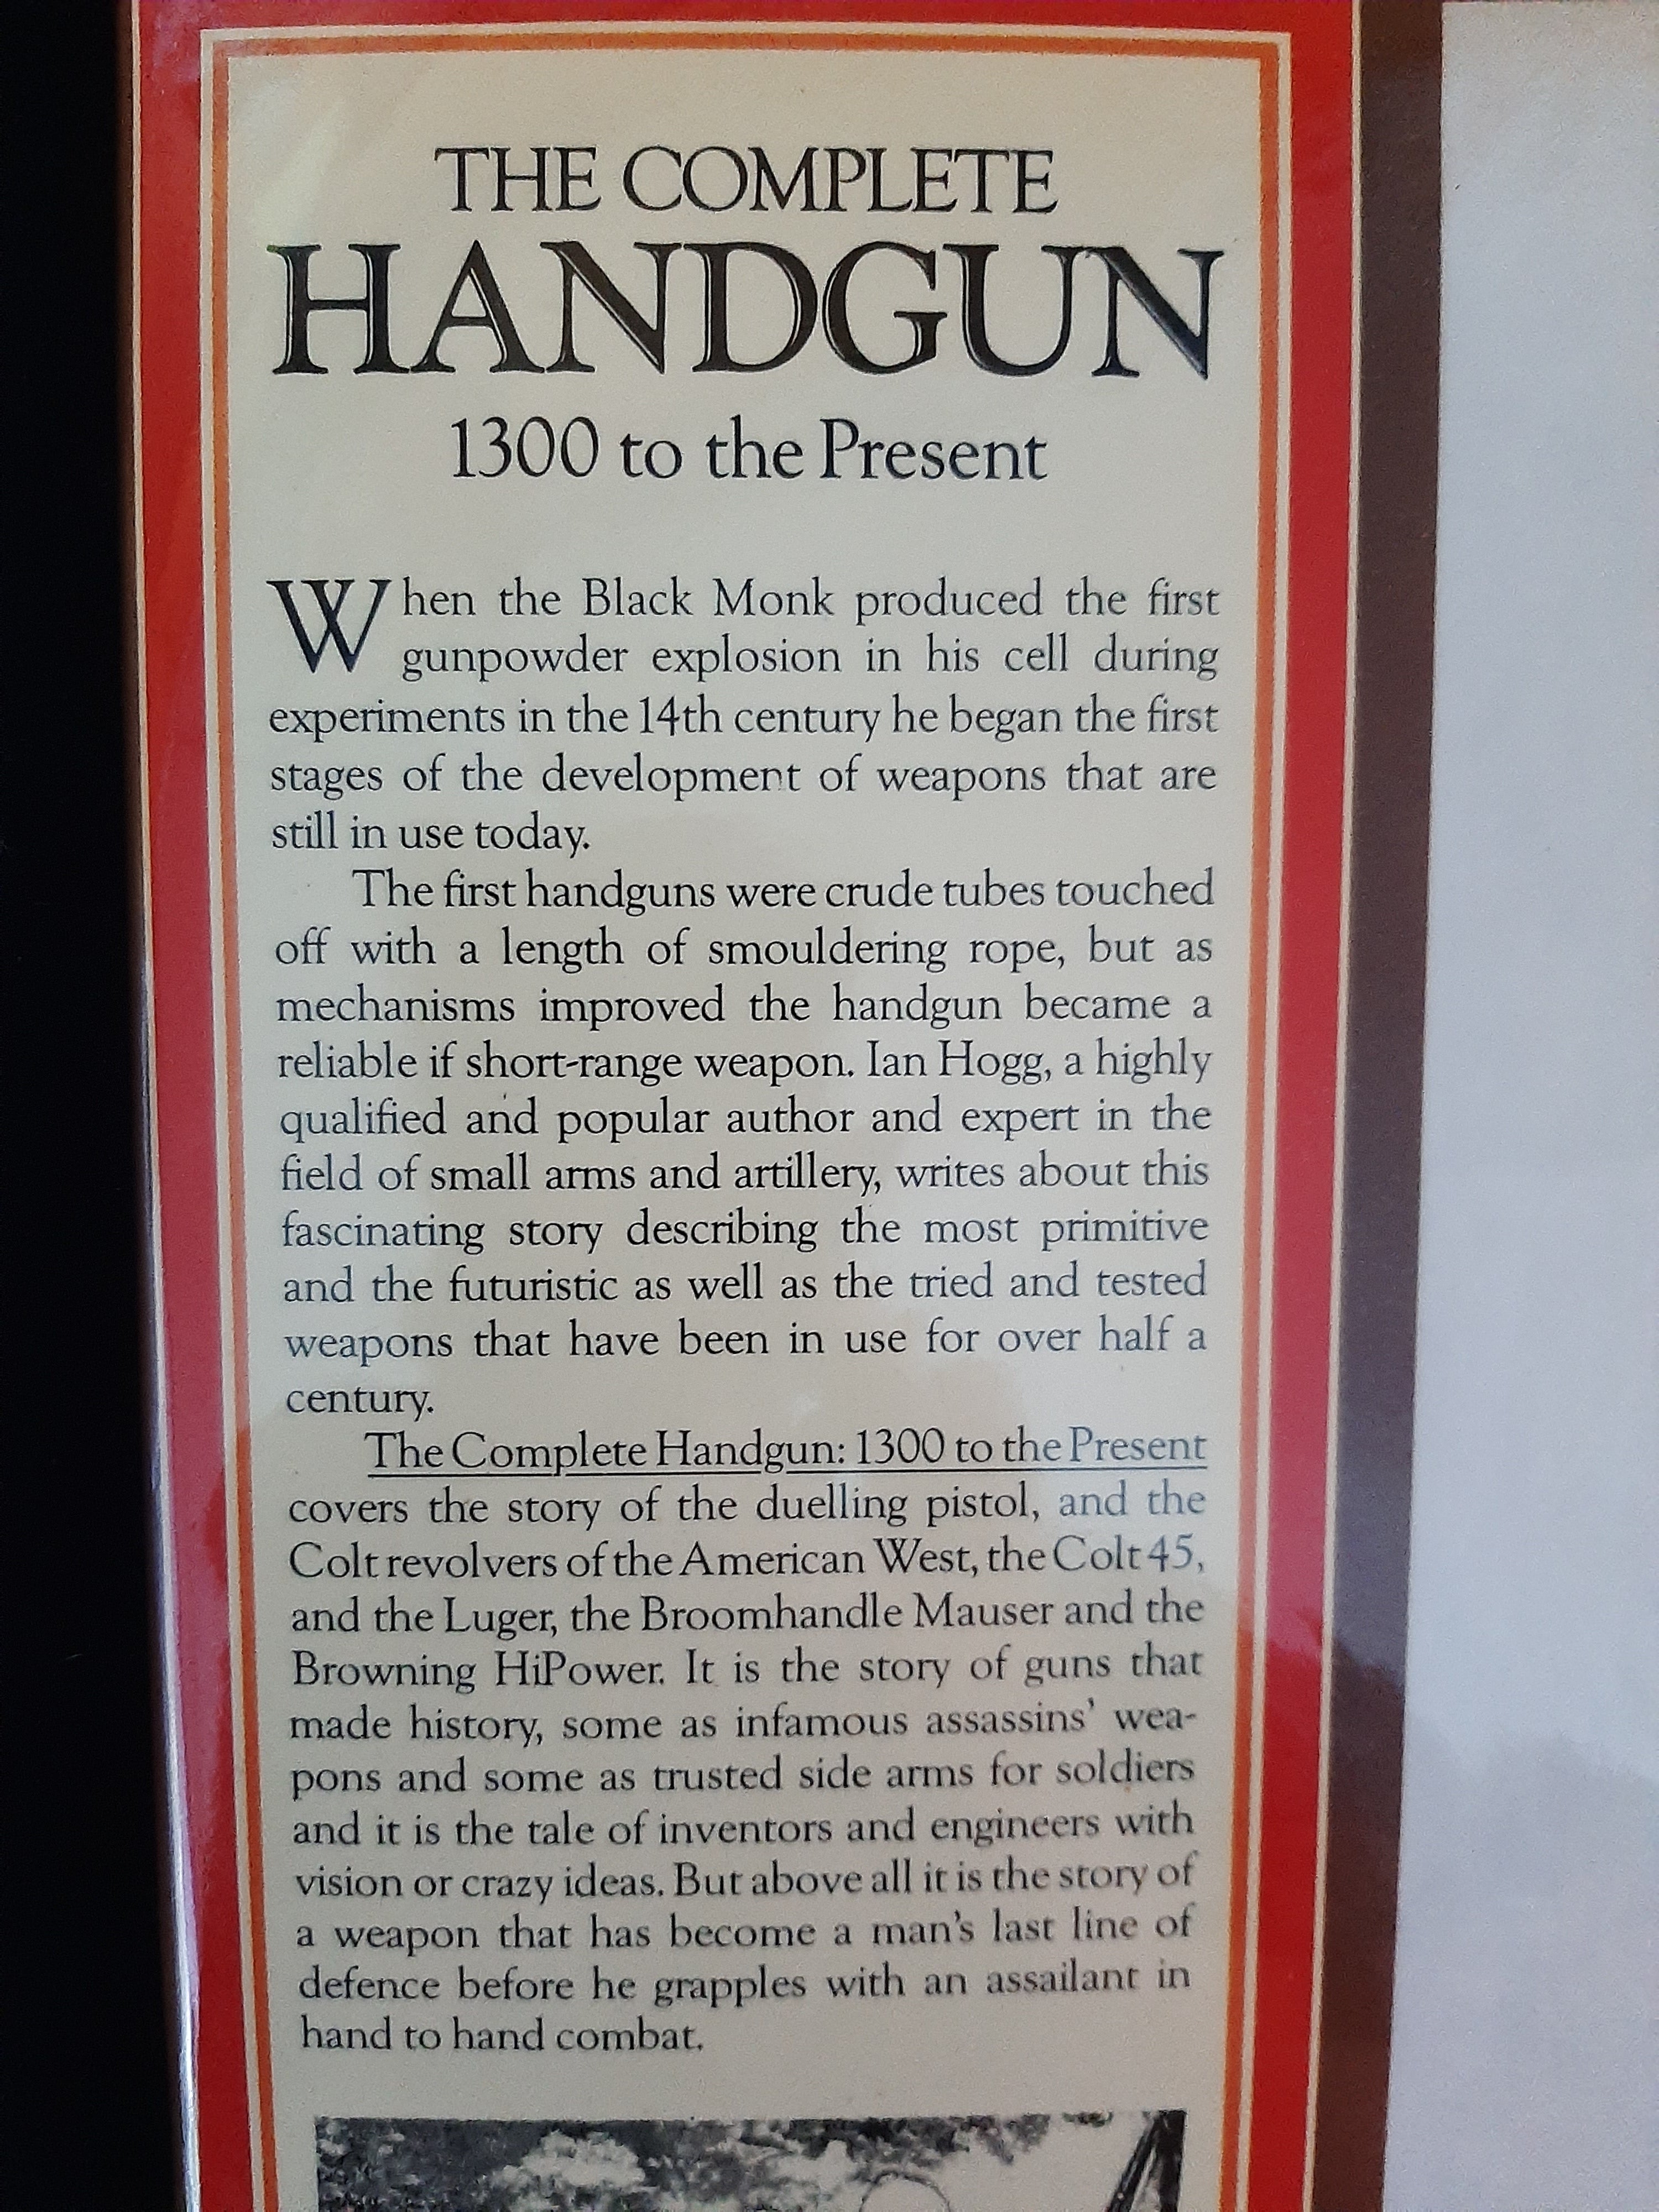 THE COMPLETE
HANDGUN
1300 to the Present
When the Black Monk produced the first
gunpowder explosion in his cell during
experiments in the 14th century he began the first
stages of the development of weapons that are
still in use today.
The first handguns were crude tubes touched
off with a length of smouldering rope, but as
mechanisms improved the handgun became a
reliable if short-range weapon. Ian Hogg, a highly
qualified and popular author and expert in the
field of small arms and artillery, writes about this
fascinating story describing the most primitive
and the futuristic as well as the tried and tested
weapons that have been in use for over half a
century.
The Complete Handgun: 1300 to the Present
covers the story of the duelling pistol, and the
Colt revolvers of the American West, the Colt 45,
and the Luger, the Broomhandle Mauser and the
Browning HiPower. It is the story of guns that
made history, some as infamous assassins' wea-
pons and some as trusted side arms for soldiers
and it is the tale of inventors and engineers with
vision or crazy ideas. But above all it is the story of
a weapon that has become a man's last line of
defence before he grapples with an assailant in
hand to hand combat.